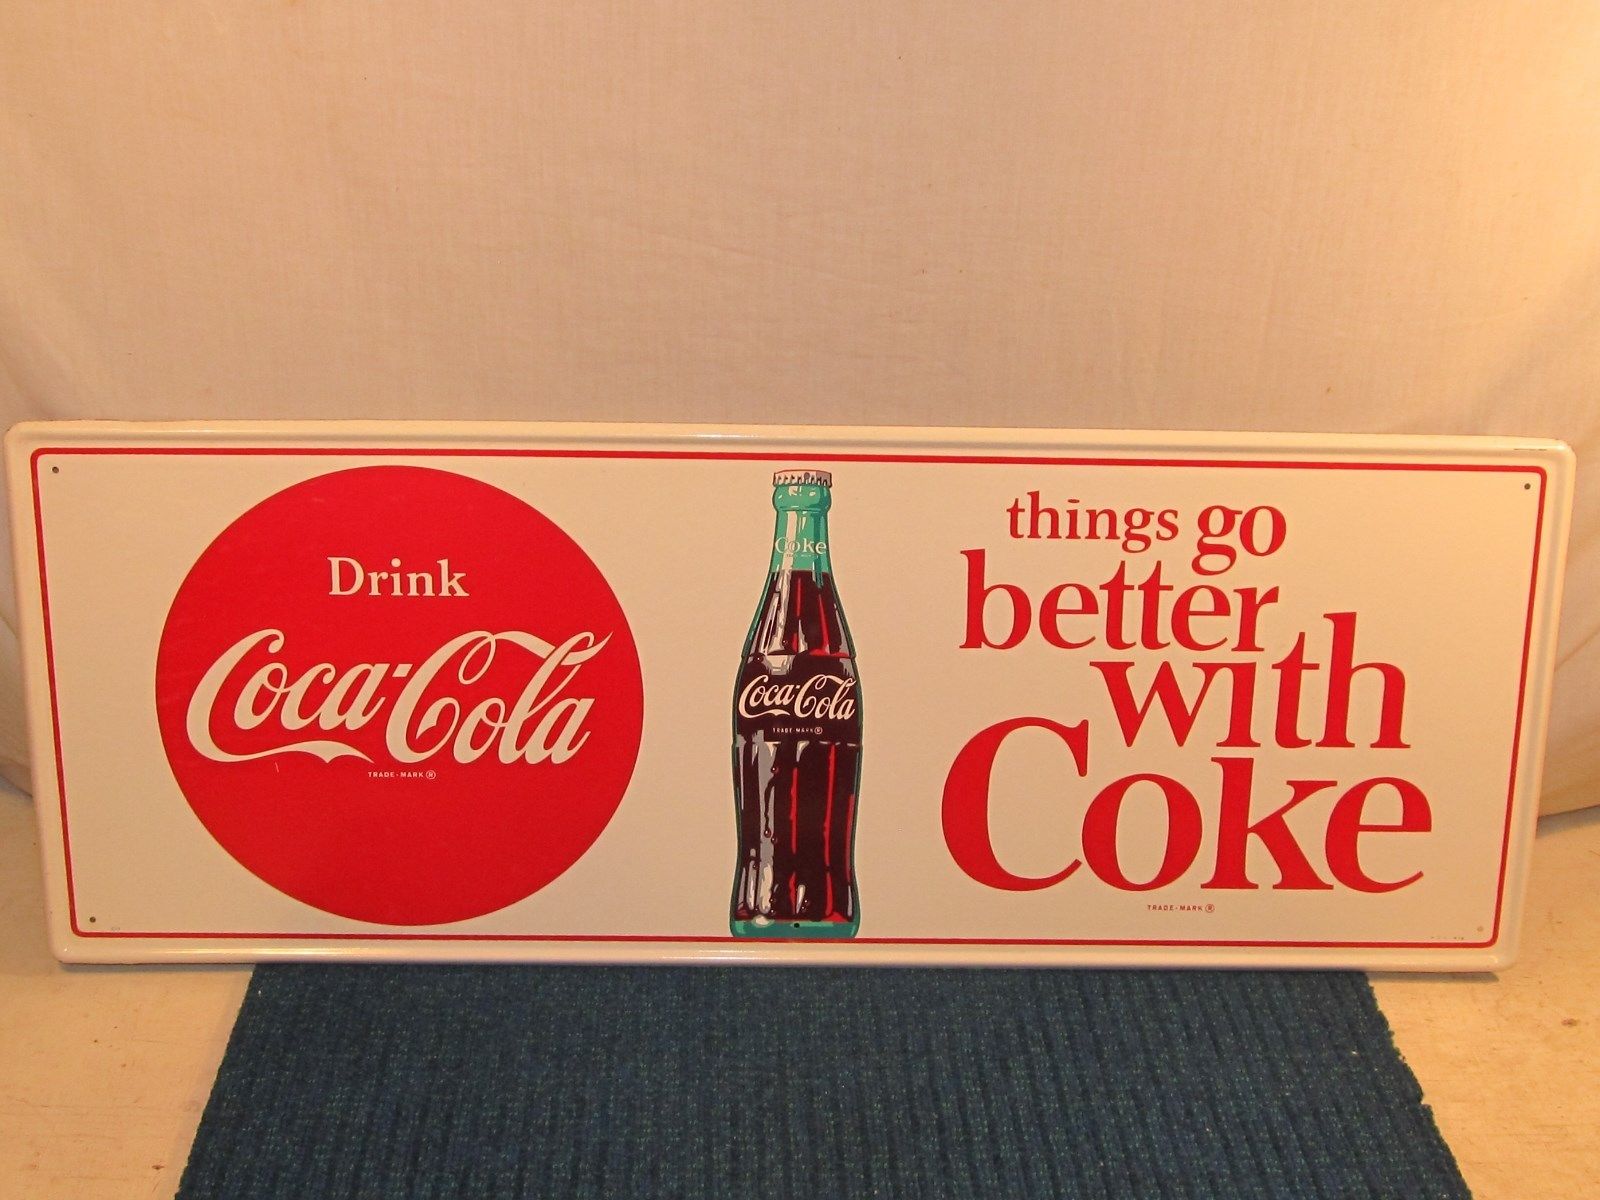 Drink
Coca-Cola
TRADE-MARK ®
Coke
Coca-Cola
TRADE-MARK ®
things go
better
with
Coke
TRADE-MARK ®